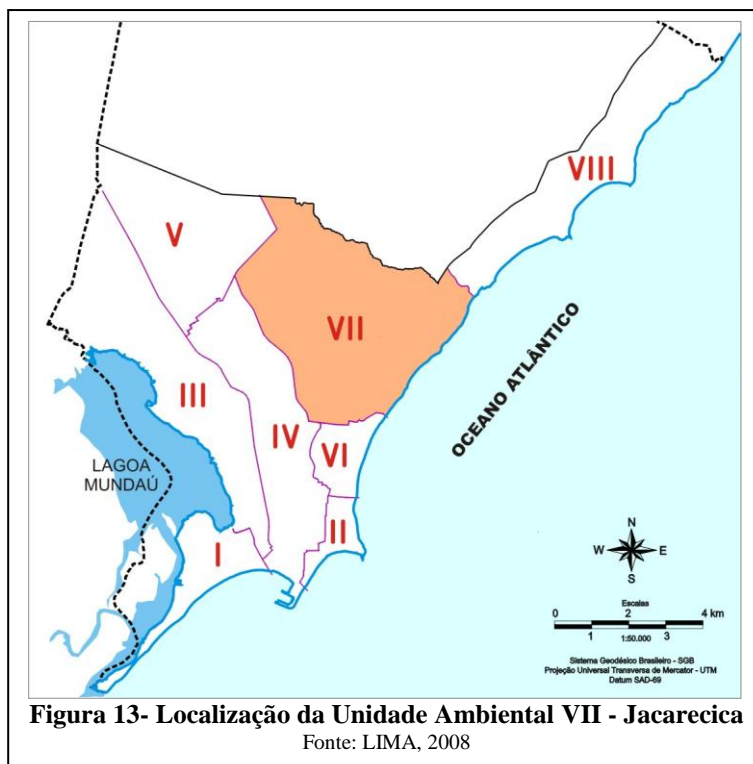 VIII
V
VII
OCEANO ATLÂNTICO
III
IV
VI
LAGOA
MUNDAÚ
II
I
N
W E
S
Escalas
0 2 4 km
1 1:50.000 3
Sistema Geodésico Brasileiro - SGB
Projeção Universal Transversa de Mercator - UTM
Datum SAD-69
Figura 13- Localização da Unidade Ambiental VII - Jacarecica
Fonte: LIMA, 2008